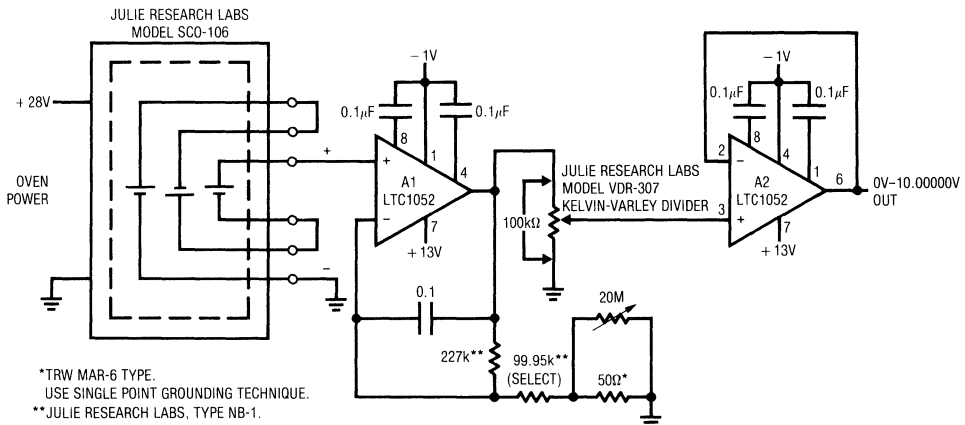 JULIE RESEARCH LABS
MODEL SCO-106
+ 28V
OVEN
POWER
+
−
− 1V
0.1µF
0.1µF
8
1
4
+
A1
LTC1052
−
7
+ 13V
0.1
227k**
99.95k**
(SELECT)
20M
50Ω*
100kΩ
JULIE RESEARCH LABS
MODEL VDR-307
KELVIN-VARLEY DIVIDER
− 1V
0.1µF
0.1µF
8
4
1
2
−
A2
LTC1052
3
+
6
7
+ 13V
0V–10.00000V
OUT
*TRW MAR-6 TYPE.
USE SINGLE POINT GROUNDING TECHNIQUE.
**JULIE RESEARCH LABS, TYPE NB-1.